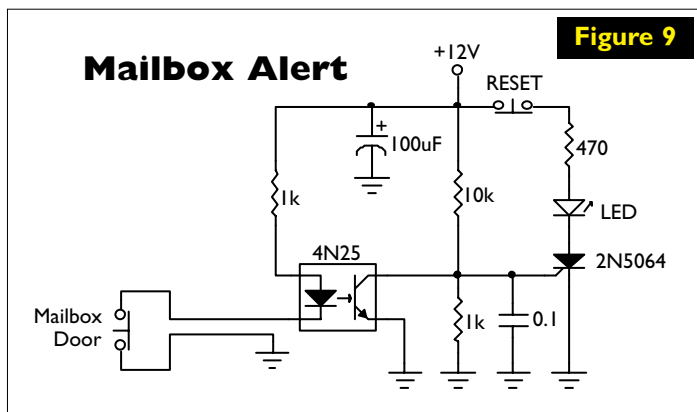 Figure 9
Mailbox Alert
+12V
RESET
+
100uF
470
1k
10k
LED
4N25
2N5064
Mailbox
Door
1k
0.1